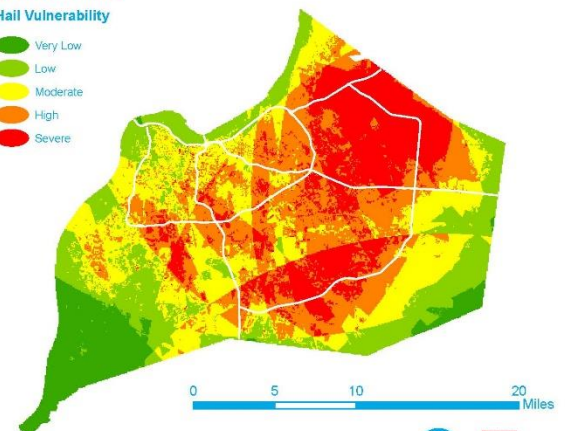 Hail Vulnerability
Very Low
Low
Moderate
High
Severe
0 5 10 20
Miles